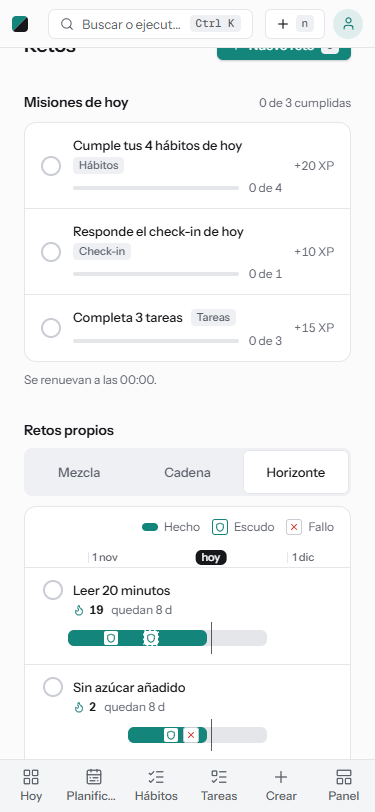 Buscar o ejecut...
Ctrl K
n
Retos
Nuevo reto
Misiones de hoy
0 de 3 cumplidas
Cumple tus 4 hábitos de hoy
Hábitos
+20 XP
0 de 4
Responde el check-in de hoy
Check-in
+10 XP
0 de 1
Completa 3 tareas
Tareas
+15 XP
0 de 3
Se renuevan a las 00:00.
Retos propios
Mezcla
Cadena
Horizonte
Hecho
Escudo
Fallo
1 nov
hoy
1 dic
Leer 20 minutos
19 quedan 8 d
Sin azúcar añadido
2 quedan 8 d
Hoy
Planific...
Hábitos
Tareas
Crear
Panel